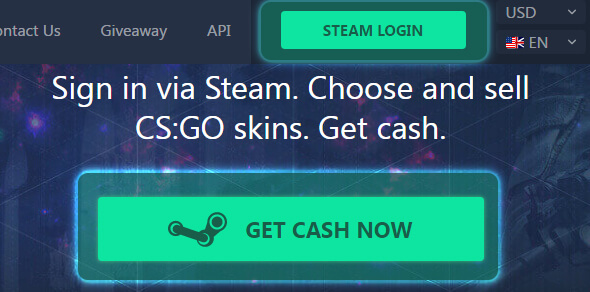 ontact Us Giveaway API STEAM LOGIN USD
EN
Sign in via Steam. Choose and sell
CS:GO skins. Get cash.
GET CASH NOW